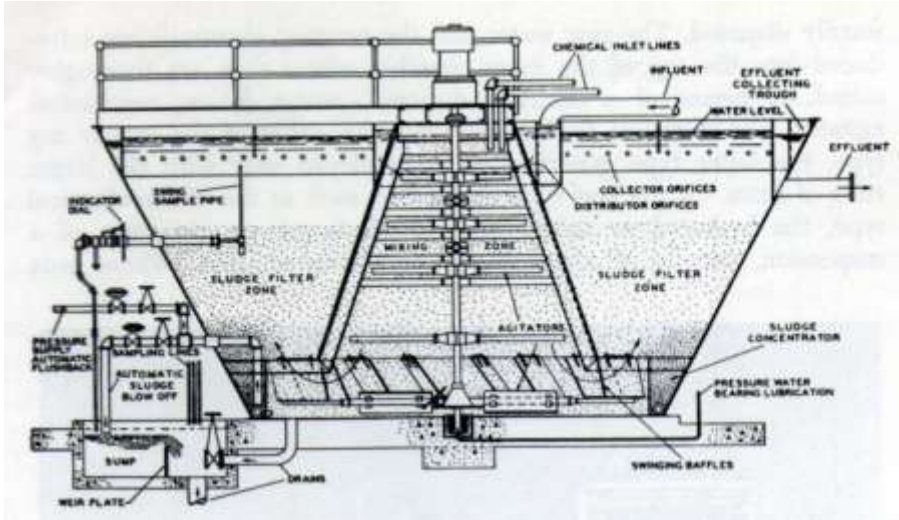 CHEMICAL INLET LINES
INFLUENT
EFFLUENT
COLLECTING
TROUGH
WATER LEVEL
EFFLUENT
COLLECTOR ORIFICES
DISTRIBUTOR ORIFICES
SWING
SAMPLE PIPE
INDICATOR
DIAL
MIXING ZONE
SLUDGE FILTER
ZONE
SLUDGE FILTER
ZONE
AGITATORS
SLUDGE
CONCENTRATOR
PRESSURE
SUPPLY
AUTOMATIC
FLUSHBACK
SAMPLING LINES
AUTOMATIC
SLUDGE
BLOW OFF
PRESSURE WATER
BEARING LUBRICATION
SUMP
DRAINS
SWINGING BAFFLES
WEIR PLATE